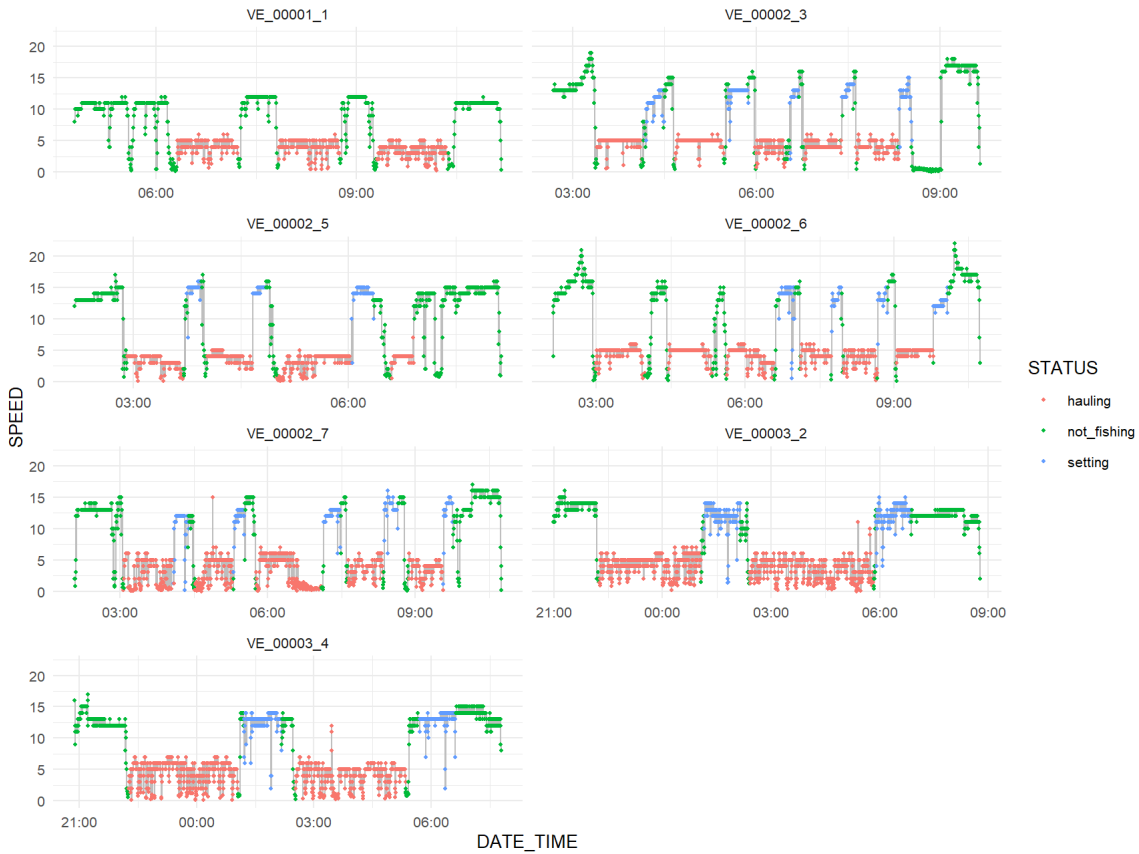 VE_00001_1 VE_00002_3
20
15
10
5
0
06:00 09:00 03:00 06:00 09:00
VE_00002_5 VE_00002_6
20
15
10
5
0
03:00 06:00 03:00 06:00 09:00
SPEED
STATUS
hauling
not_fishing
setting
VE_00002_7 VE_00003_2
20
15
10
5
0
03:00 06:00 09:00 21:00 00:00 03:00 06:00 09:00
VE_00003_4
20
15
10
5
0
21:00 00:00 03:00 06:00
DATE_TIME